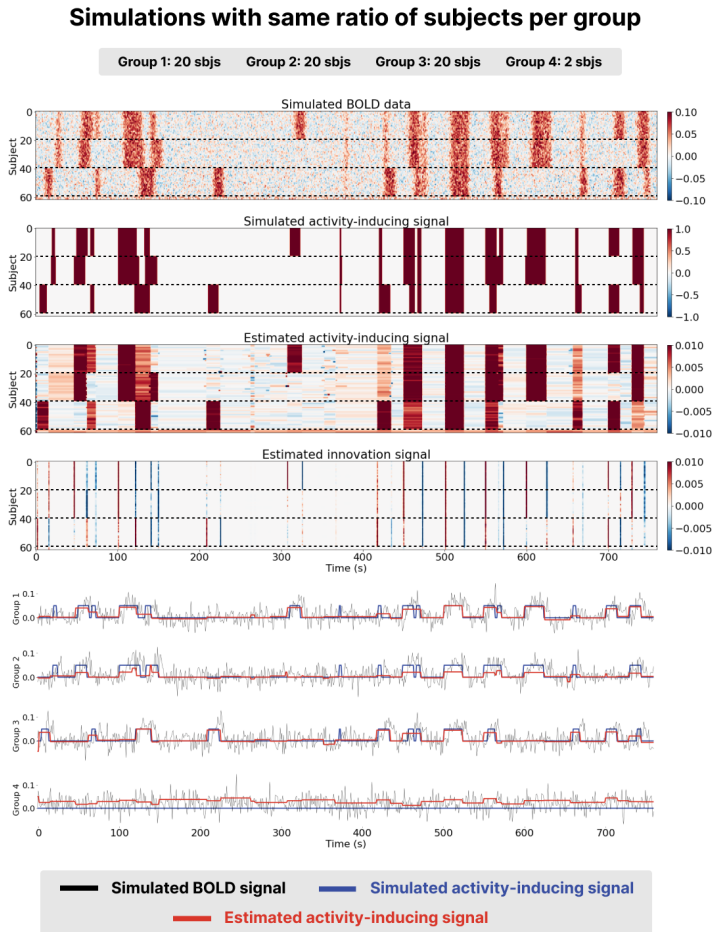 Simulations with same ratio of subjects per group
Group 1: 20 sbjs Group 2: 20 sbjs Group 3: 20 sbjs Group 4: 2 sbjs
Simulated BOLD data
Subject
0
20
40
60
0.10
0.05
0.00
−0.05
−0.10
Simulated activity-inducing signal
Subject
0
20
40
60
1.0
0.5
0.0
−0.5
−1.0
Estimated activity-inducing signal
Subject
0
20
40
60
0.010
0.005
0.000
−0.005
−0.010
Estimated innovation signal
Subject
0
20
40
60
0.010
0.005
0.000
−0.005
−0.010
0 100 200 300 400 500 600 700
Time (s)
Group 1
0.1
0.0
Group 2
0.1
0.0
Group 3
0.1
0.0
Group 4
0.1
0.0
0 100 200 300 400 500 600 700
Time (s)
Simulated BOLD signal Simulated activity-inducing signal
Estimated activity-inducing signal